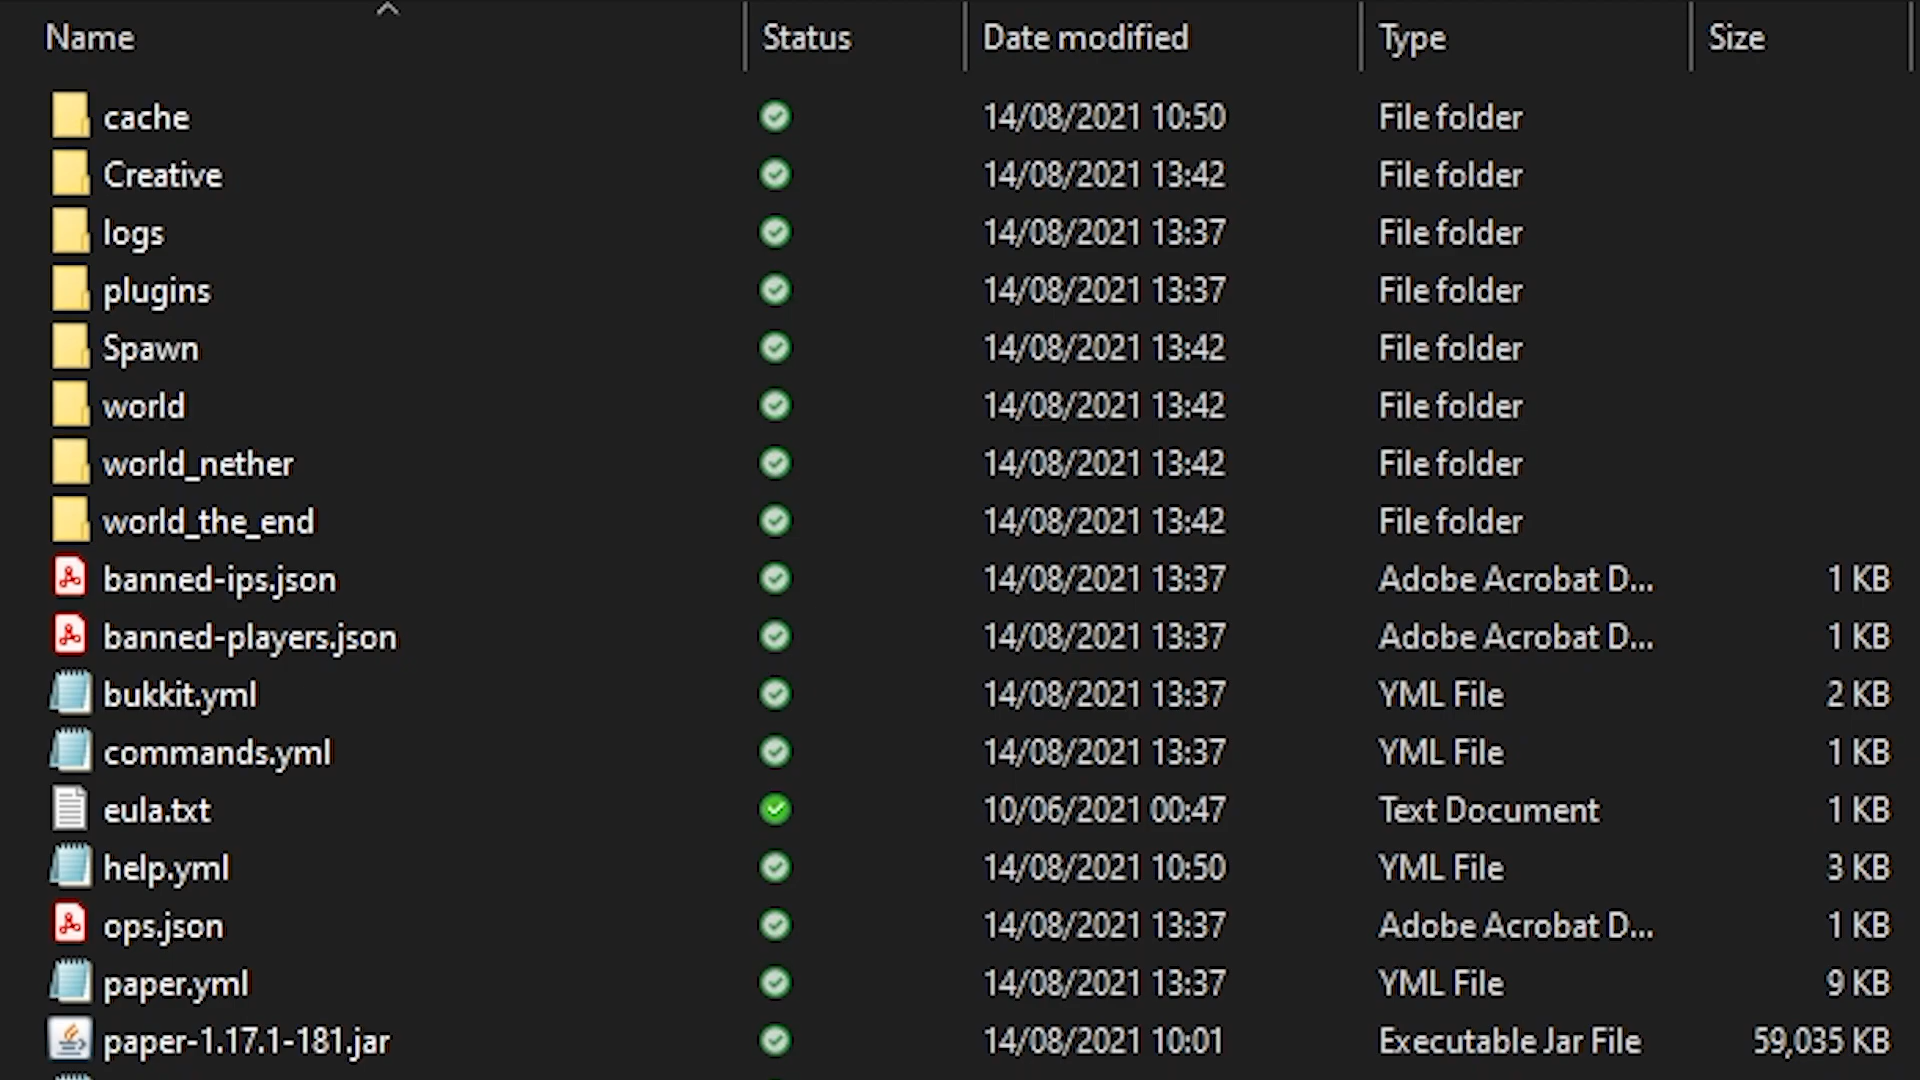 Name Status Date modified Type Size
cache 14/08/2021 10:50 File folder
Creative 14/08/2021 13:42 File folder
logs 14/08/2021 13:37 File folder
plugins 14/08/2021 13:37 File folder
Spawn 14/08/2021 13:42 File folder
world 14/08/2021 13:42 File folder
world_nether 14/08/2021 13:42 File folder
world_the_end 14/08/2021 13:42 File folder
banned-ips.json 14/08/2021 13:37 Adobe Acrobat D... 1 KB
banned-players.json 14/08/2021 13:37 Adobe Acrobat D... 1 KB
bukkit.yml 14/08/2021 13:37 YML File 2 KB
commands.yml 14/08/2021 13:37 YML File 1 KB
eula.txt 10/06/2021 00:47 Text Document 1 KB
help.yml 14/08/2021 10:50 YML File 3 KB
ops.json 14/08/2021 13:37 Adobe Acrobat D... 1 KB
paper.yml 14/08/2021 13:37 YML File 9 KB
paper-1.17.1-181.jar 14/08/2021 10:01 Executable Jar File 59,035 KB